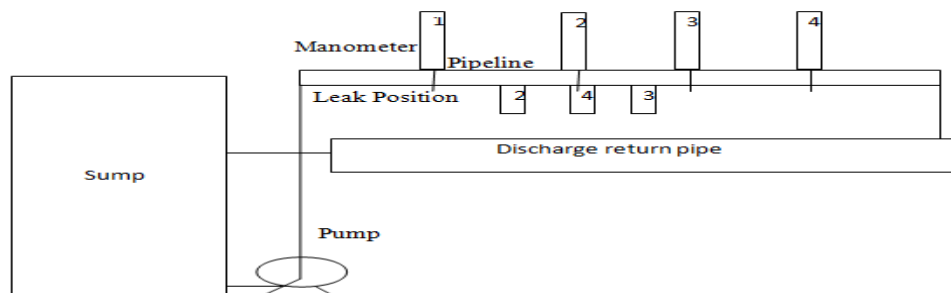 1 2 3 4
Manometer
Pipeline
Leak Position
2 4 3
Discharge return pipe
Sump
Pump